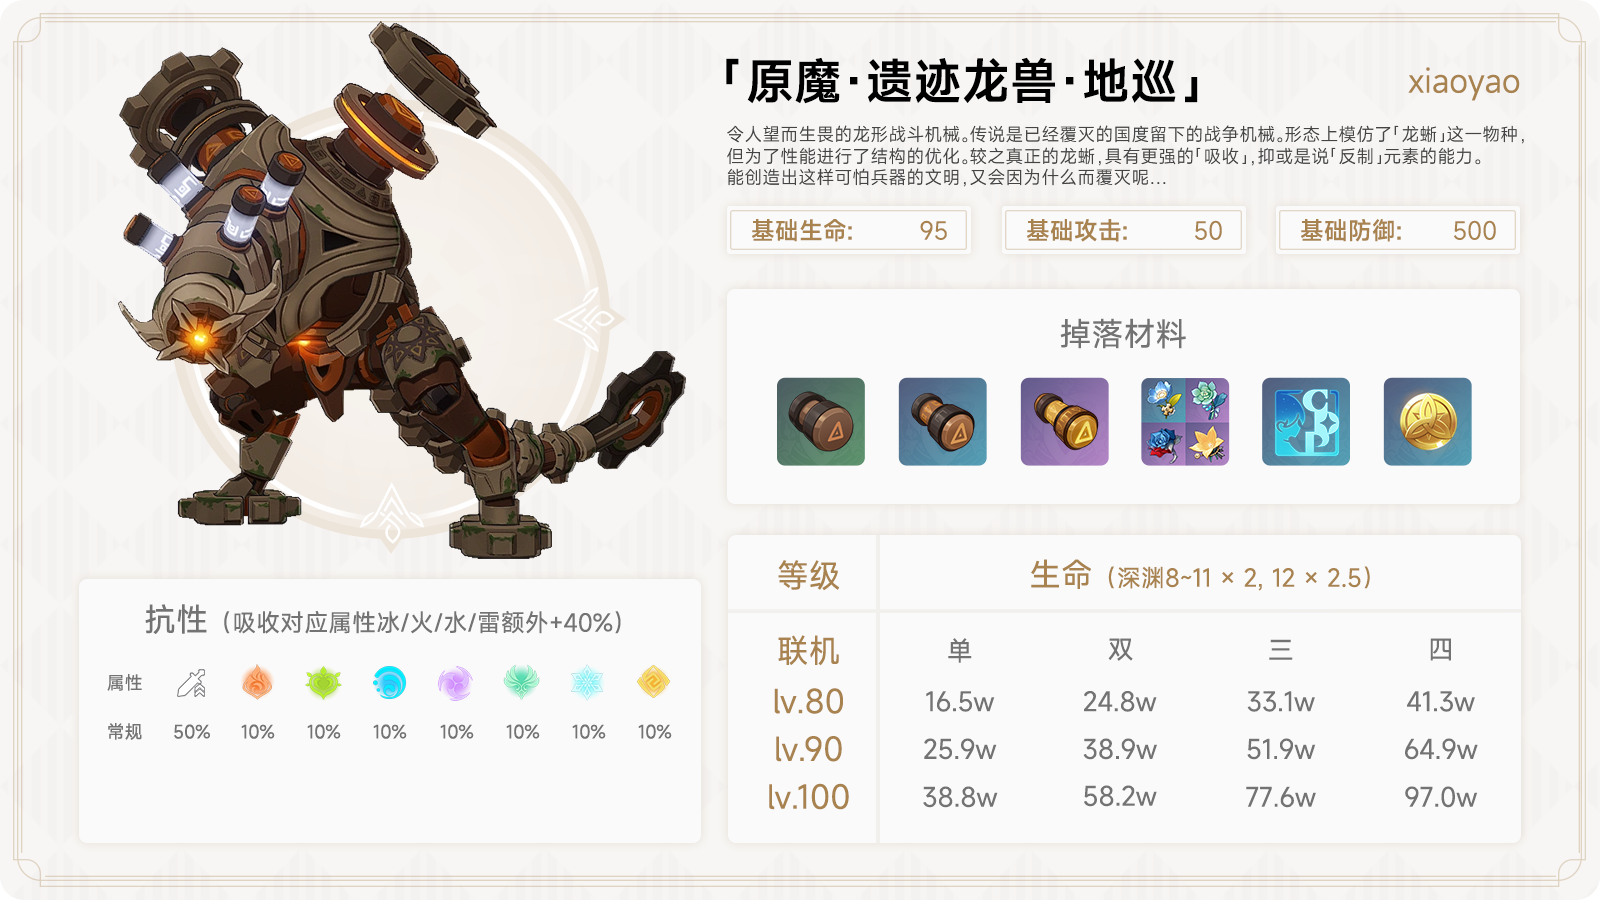 「原魔·遗迹龙兽·地巡」
xiaoyao
令人望而生畏的龙形战斗机械。传说是已经覆灭的国度留下的战争机械。形态上模仿了「龙蜥」这一物种,
但为了性能进行了结构的优化。较之真正的龙蜥,具有更强的「吸收」,抑或是说「反制」元素的能力。
能创造出这样可怕兵器的文明,又会因为什么而覆灭呢...
基础生命: 95
基础攻击: 50
基础防御: 500
掉落材料
抗性（吸收对应属性冰/火/水/雷额外+40%）
属性
常规 50% 10% 10% 10% 10% 10% 10% 10%
等级 生命（深渊8~11 × 2, 12 × 2.5）
联机 单 双 三 四
lv.80 16.5w 24.8w 33.1w 41.3w
lv.90 25.9w 38.9w 51.9w 64.9w
lv.100 38.8w 58.2w 77.6w 97.0w